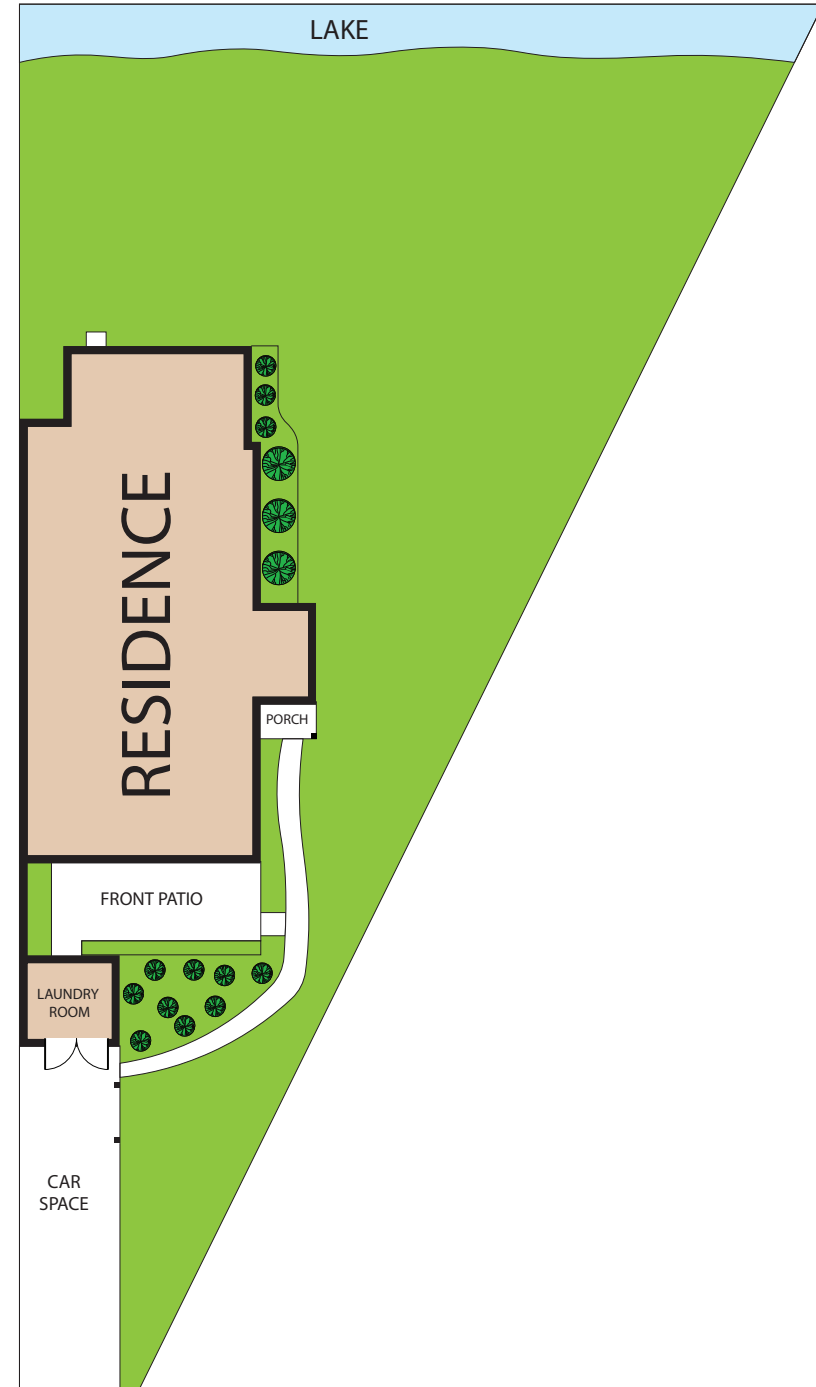 LAKE
RESIDENCE
PORCH
FRONT PATIO
LAUNDRY
ROOM
CAR
SPACE